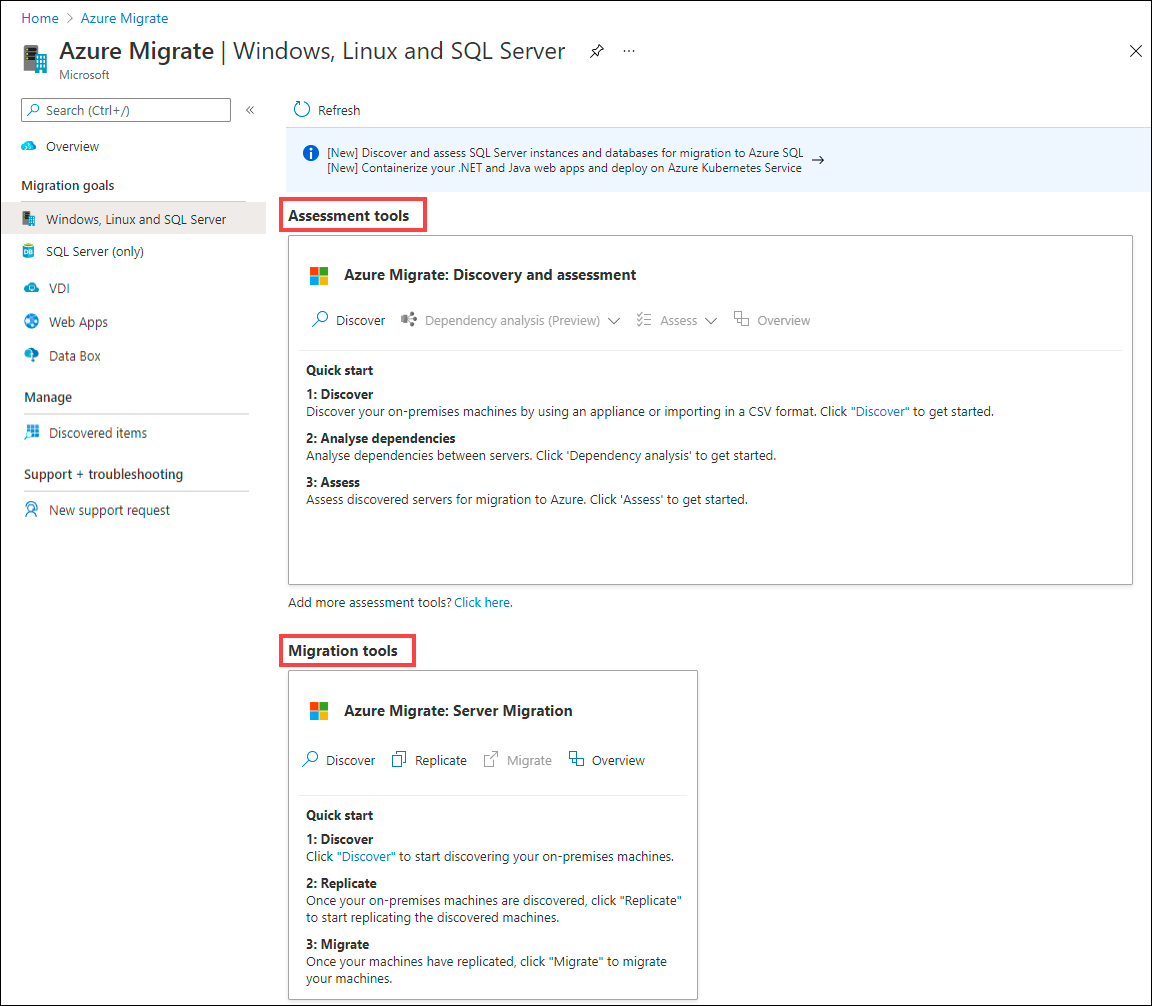 Home > Azure Migrate
Azure Migrate | Windows, Linux and SQL Server
Microsoft
Search (Ctrl+/)
«
Overview
Migration goals
Windows, Linux and SQL Server
SQL Server (only)
VDI
Web Apps
Data Box
Manage
Discovered items
Support + troubleshooting
New support request
Refresh
[New] Discover and assess SQL Server instances and databases for migration to Azure SQL
[New] Containerize your .NET and Java web apps and deploy on Azure Kubernetes Service
Assessment tools
Azure Migrate: Discovery and assessment
Discover Dependency analysis (Preview) Assess Overview
Quick start
1: Discover
Discover your on-premises machines by using an appliance or importing in a CSV format. Click "Discover" to get started.
2: Analyse dependencies
Analyse dependencies between servers. Click 'Dependency analysis' to get started.
3: Assess
Assess discovered servers for migration to Azure. Click 'Assess' to get started.
Add more assessment tools? Click here.
Migration tools
Azure Migrate: Server Migration
Discover Replicate Migrate Overview
Quick start
1: Discover
Click "Discover" to start discovering your on-premises machines.
2: Replicate
Once your on-premises machines are discovered, click "Replicate"
to start replicating the discovered machines.
3: Migrate
Once your machines have replicated, click "Migrate" to migrate
your machines.